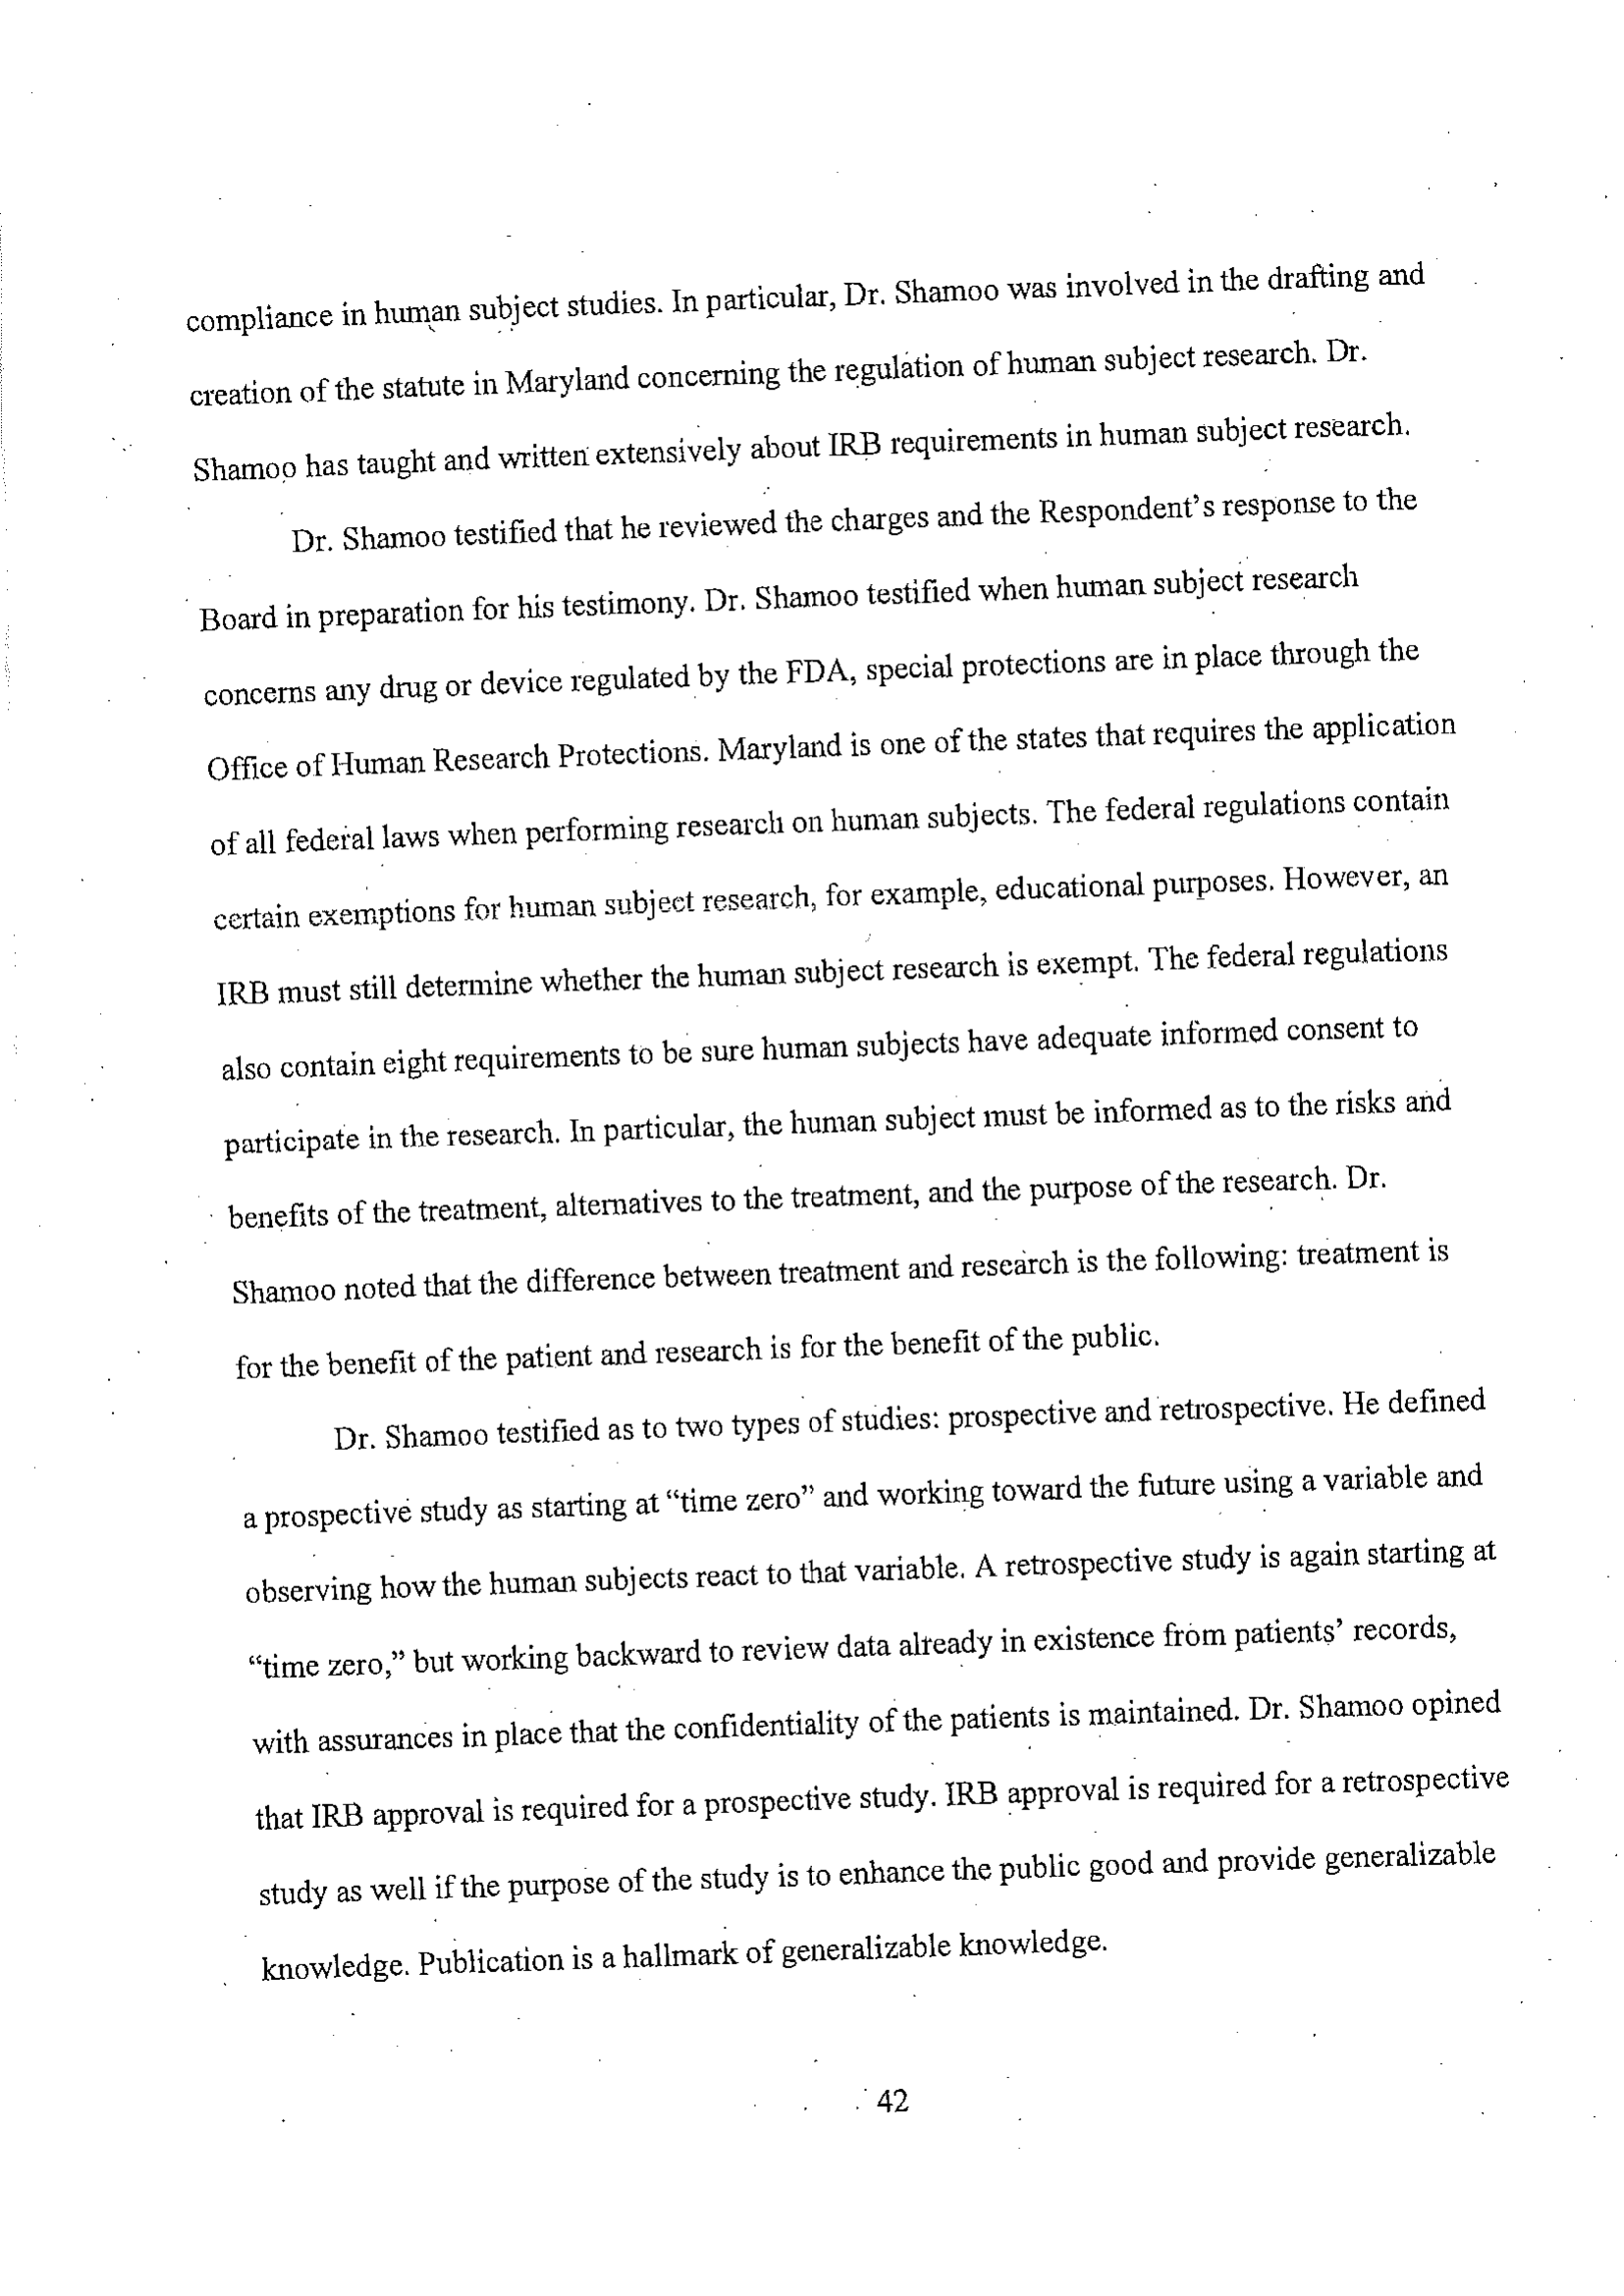 compliance in human subject studies. In particular, Dr. Shamoo was involved in the drafting and
creation of the statute in Maryland concerning the regulation of human subject research. Dr.
Shamoo has taught and written extensively about IRB requirements in human subject research.
Dr. Shamoo testified that he reviewed the charges and the Respondent's response to the
Board in preparation for his testimony. Dr. Shamoo testified when human subject research
concerns any drug or device regulated by the FDA, special protections are in place through the
Office of Human Research Protections. Maryland is one of the states that requires the application
of all federal laws when performing research on human subjects. The federal regulations contain
certain exemptions for human subject research, for example, educational purposes. However, an
IRB must still determine whether the human subject research is exempt. The federal regulations
also contain eight requirements to be sure human subjects have adequate informed consent to
participate in the research. In particular, the human subject must be informed as to the risks and
benefits of the treatment, alternatives to the treatment, and the purpose of the research. Dr.
Shamoo noted that the difference between treatment and research is the following: treatment is
for the benefit of the patient and research is for the benefit of the public.
Dr. Shamoo testified as to two types of studies: prospective and retrospective. He defined
a prospective study as starting at “time zero” and working toward the future using a variable and
observing how the human subjects react to that variable. A retrospective study is again starting at
“time zero,” but working backward to review data already in existence from patients’ records,
with assurances in place that the confidentiality of the patients is maintained. Dr. Shamoo opined
that IRB approval is required for a prospective study. IRB approval is required for a retrospective
study as well if the purpose of the study is to enhance the public good and provide generalizable
knowledge. Publication is a hallmark of generalizable knowledge.
42